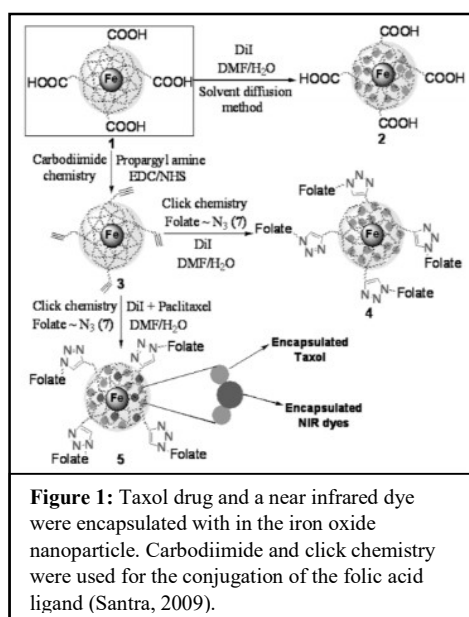 COOH
HOOC
Fe
COOH
COOH
1
DiI
DMF/H₂O
Solvent diffusion
method
COOH
HOOC
Fe
COOH
COOH
2
Carbodiimide
chemistry
Propargyl amine
EDC/NHS
Fe
3
Click chemistry
Folate ~ N₃ (7)
DiI
DMF/H₂O
Folate
N
N
N
Folate
N
N
N
Fe
N
N
N
Folate
N
N
N
Folate
4
Click chemistry
Folate ~ N₃ (7)
DiI + Paclitaxel
DMF/H₂O
N
N
N
Folate
N
N
N
Folate
Fe
N
N
N
Folate
N
N
N
Folate
5
Encapsulated
Taxol
Encapsulated
NIR dyes
Figure 1: Taxol drug and a near infrared dye
were encapsulated with in the iron oxide
nanoparticle. Carbodiimide and click chemistry
were used for the conjugation of the folic acid
ligand (Santra, 2009).